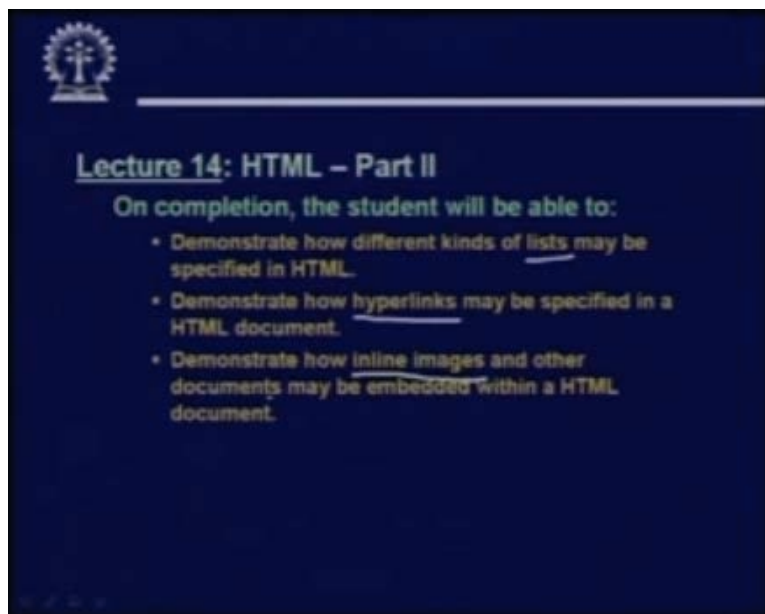 Lecture 14: HTML – Part II
On completion, the student will be able to:
• Demonstrate how different kinds of lists may be
specified in HTML.
• Demonstrate how hyperlinks may be specified in a
HTML document.
• Demonstrate how inline images and other
documents may be embedded within a HTML
document.